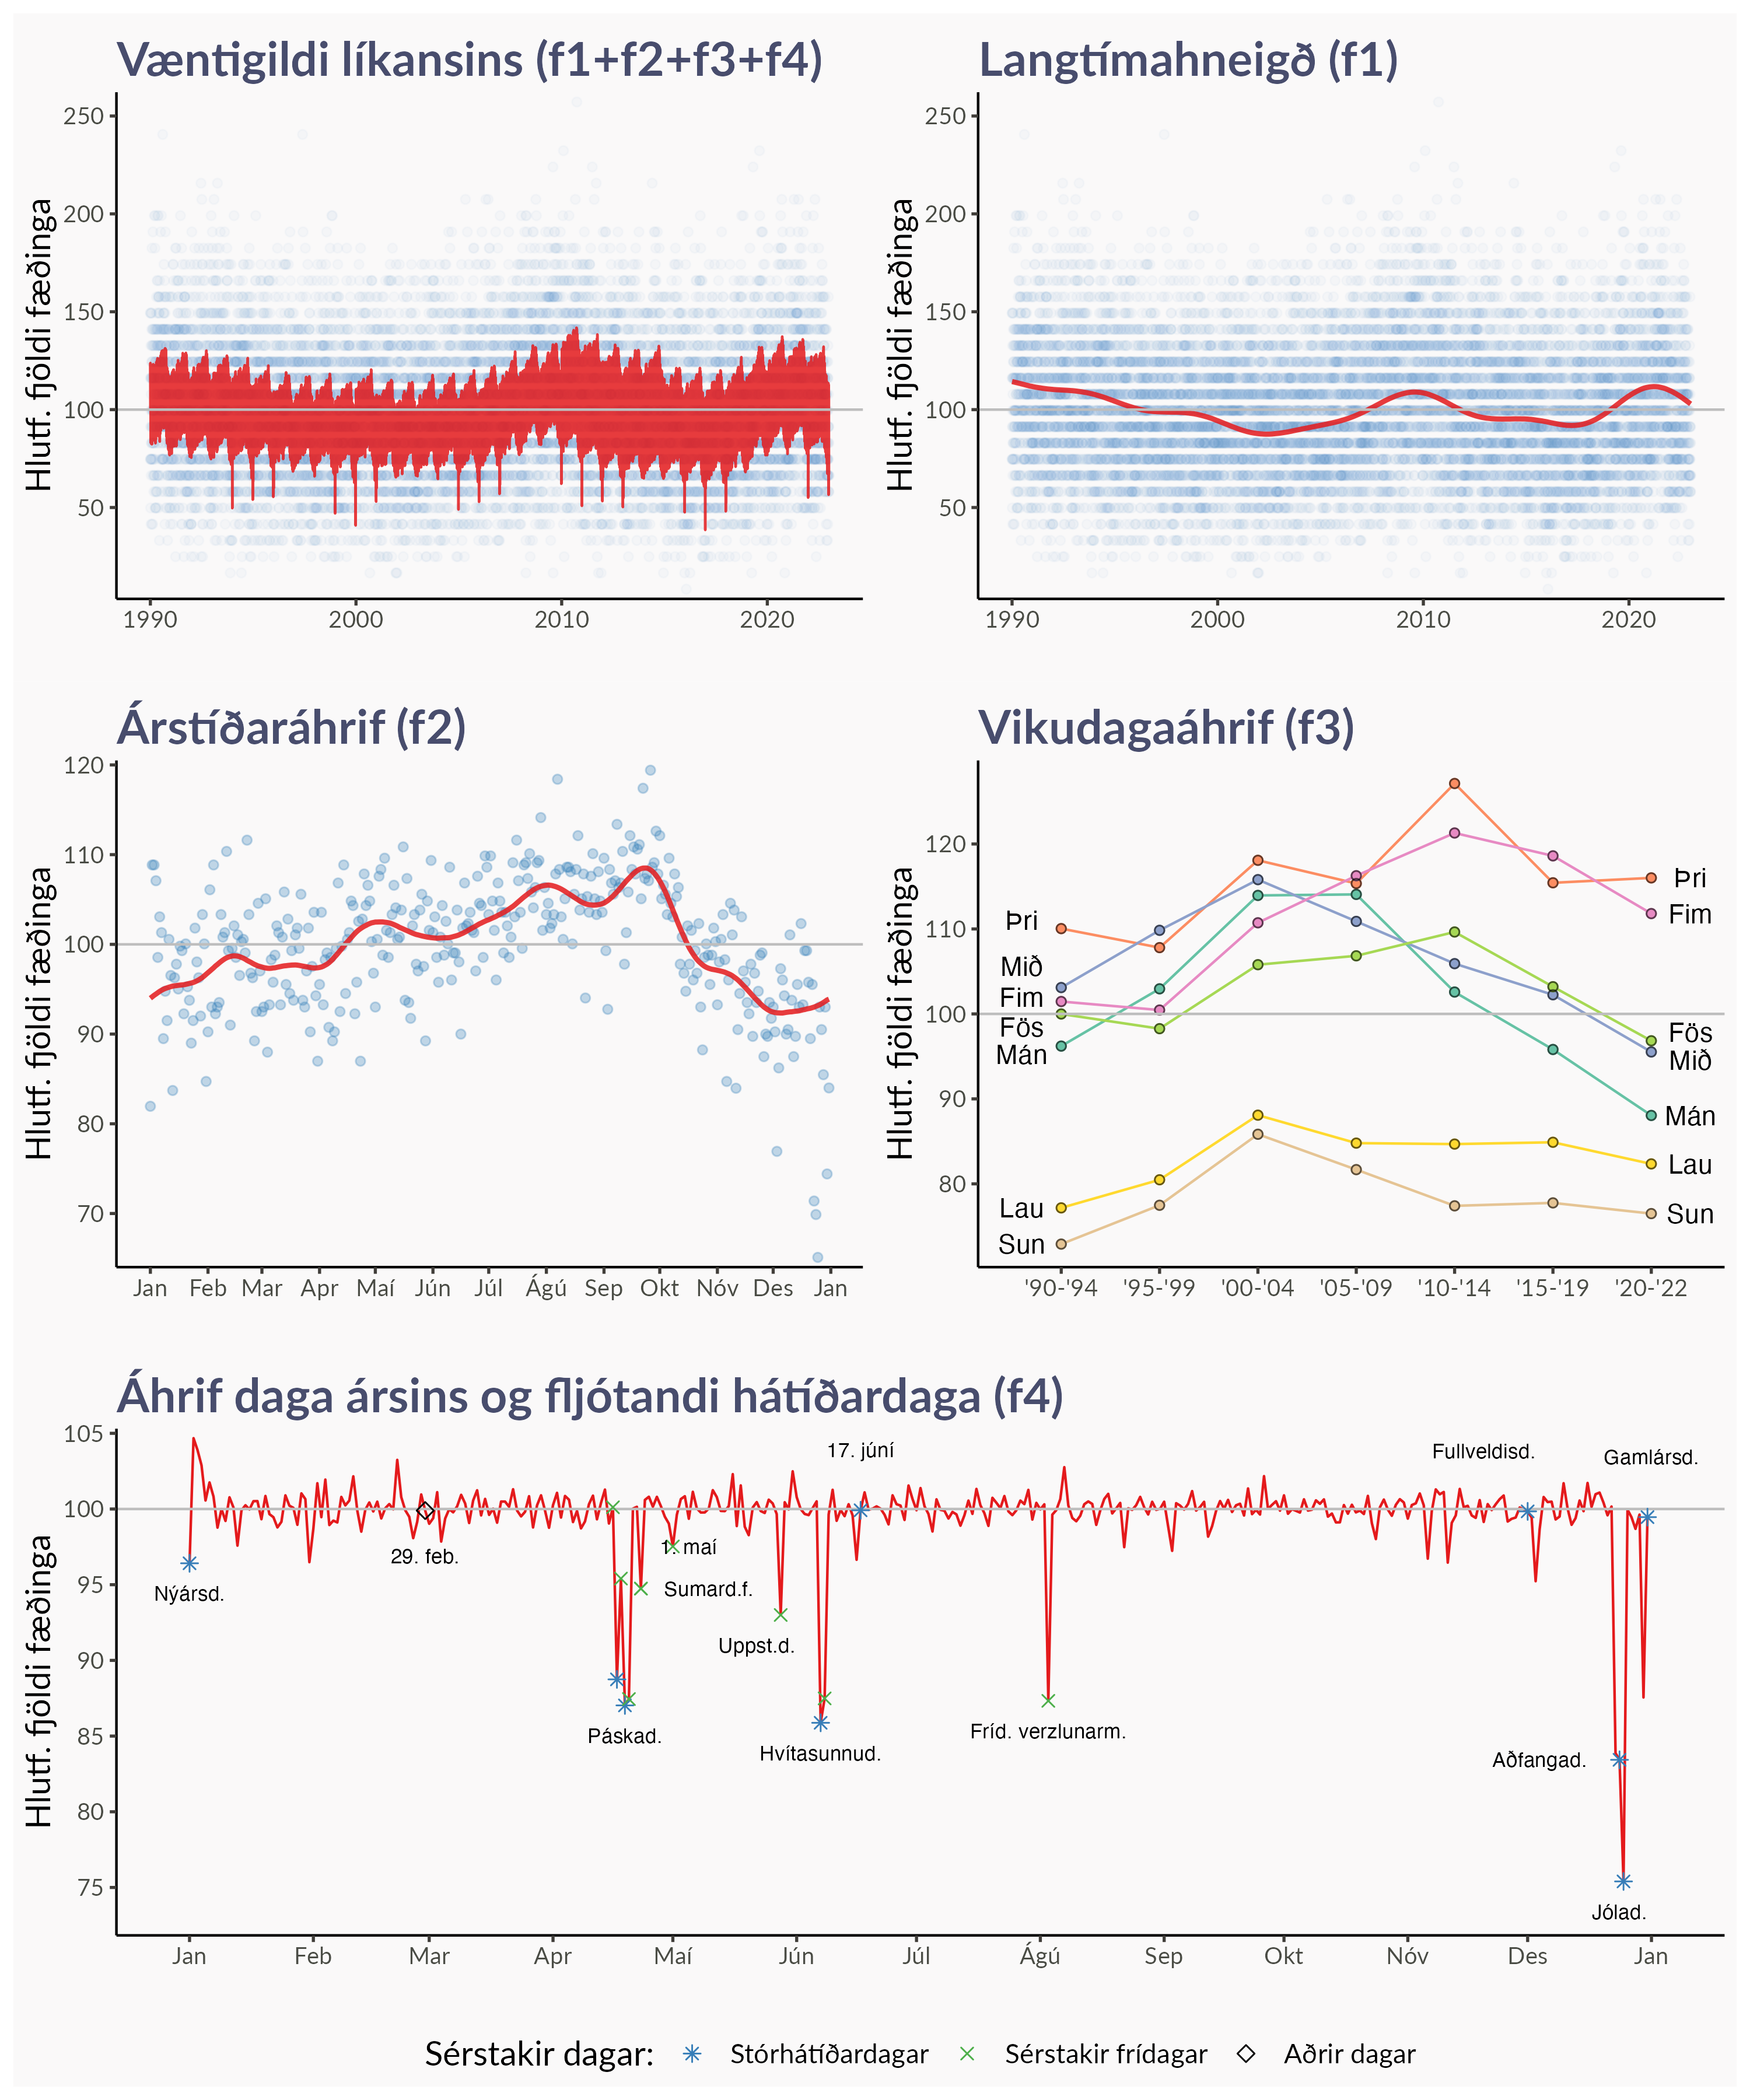 Væntigildi líkansins (f1+f2+f3+f4)
Hlutf. fjöldi fæðinga
250
200
150
100
50
1990 2000 2010 2020
Langtímahneigð (f1)
Hlutf. fjöldi fæðinga
250
200
150
100
50
1990 2000 2010 2020
Árstíðaráhrif (f2)
Hlutf. fjöldi fæðinga
120
110
100
90
80
70
Jan Feb Mar Apr Maí Jún Júl Ágú Sep Okt Nóv Des Jan
Vikudagaáhrif (f3)
Hlutf. fjöldi fæðinga
120
110
100
90
80
Þri
Mið
Fim
Fös
Mán
Lau
Sun
Þri
Fim
Fös
Mið
Mán
Lau
Sun
'90-'94 '95-'99 '00-'04 '05-'09 '10-'14 '15-'19 '20-'22
Áhrif daga ársins og fljótandi hátíðardaga (f4)
Hlutf. fjöldi fæðinga
105
100
95
90
85
80
75
Nýársd.
29. feb.
Páskad.
Sumard.f.
1. maí
Uppst.d.
Hvítasunnud.
17. júní
Fríd. verzlunarm.
Fullveldisd.
Aðfangad.
Jólad.
Gamlársd.
Jan Feb Mar Apr Maí Jún Júl Ágú Sep Okt Nóv Des Jan
Sérstakir dagar: Stórhátíðardagar Sérstakir frídagar Aðrir dagar